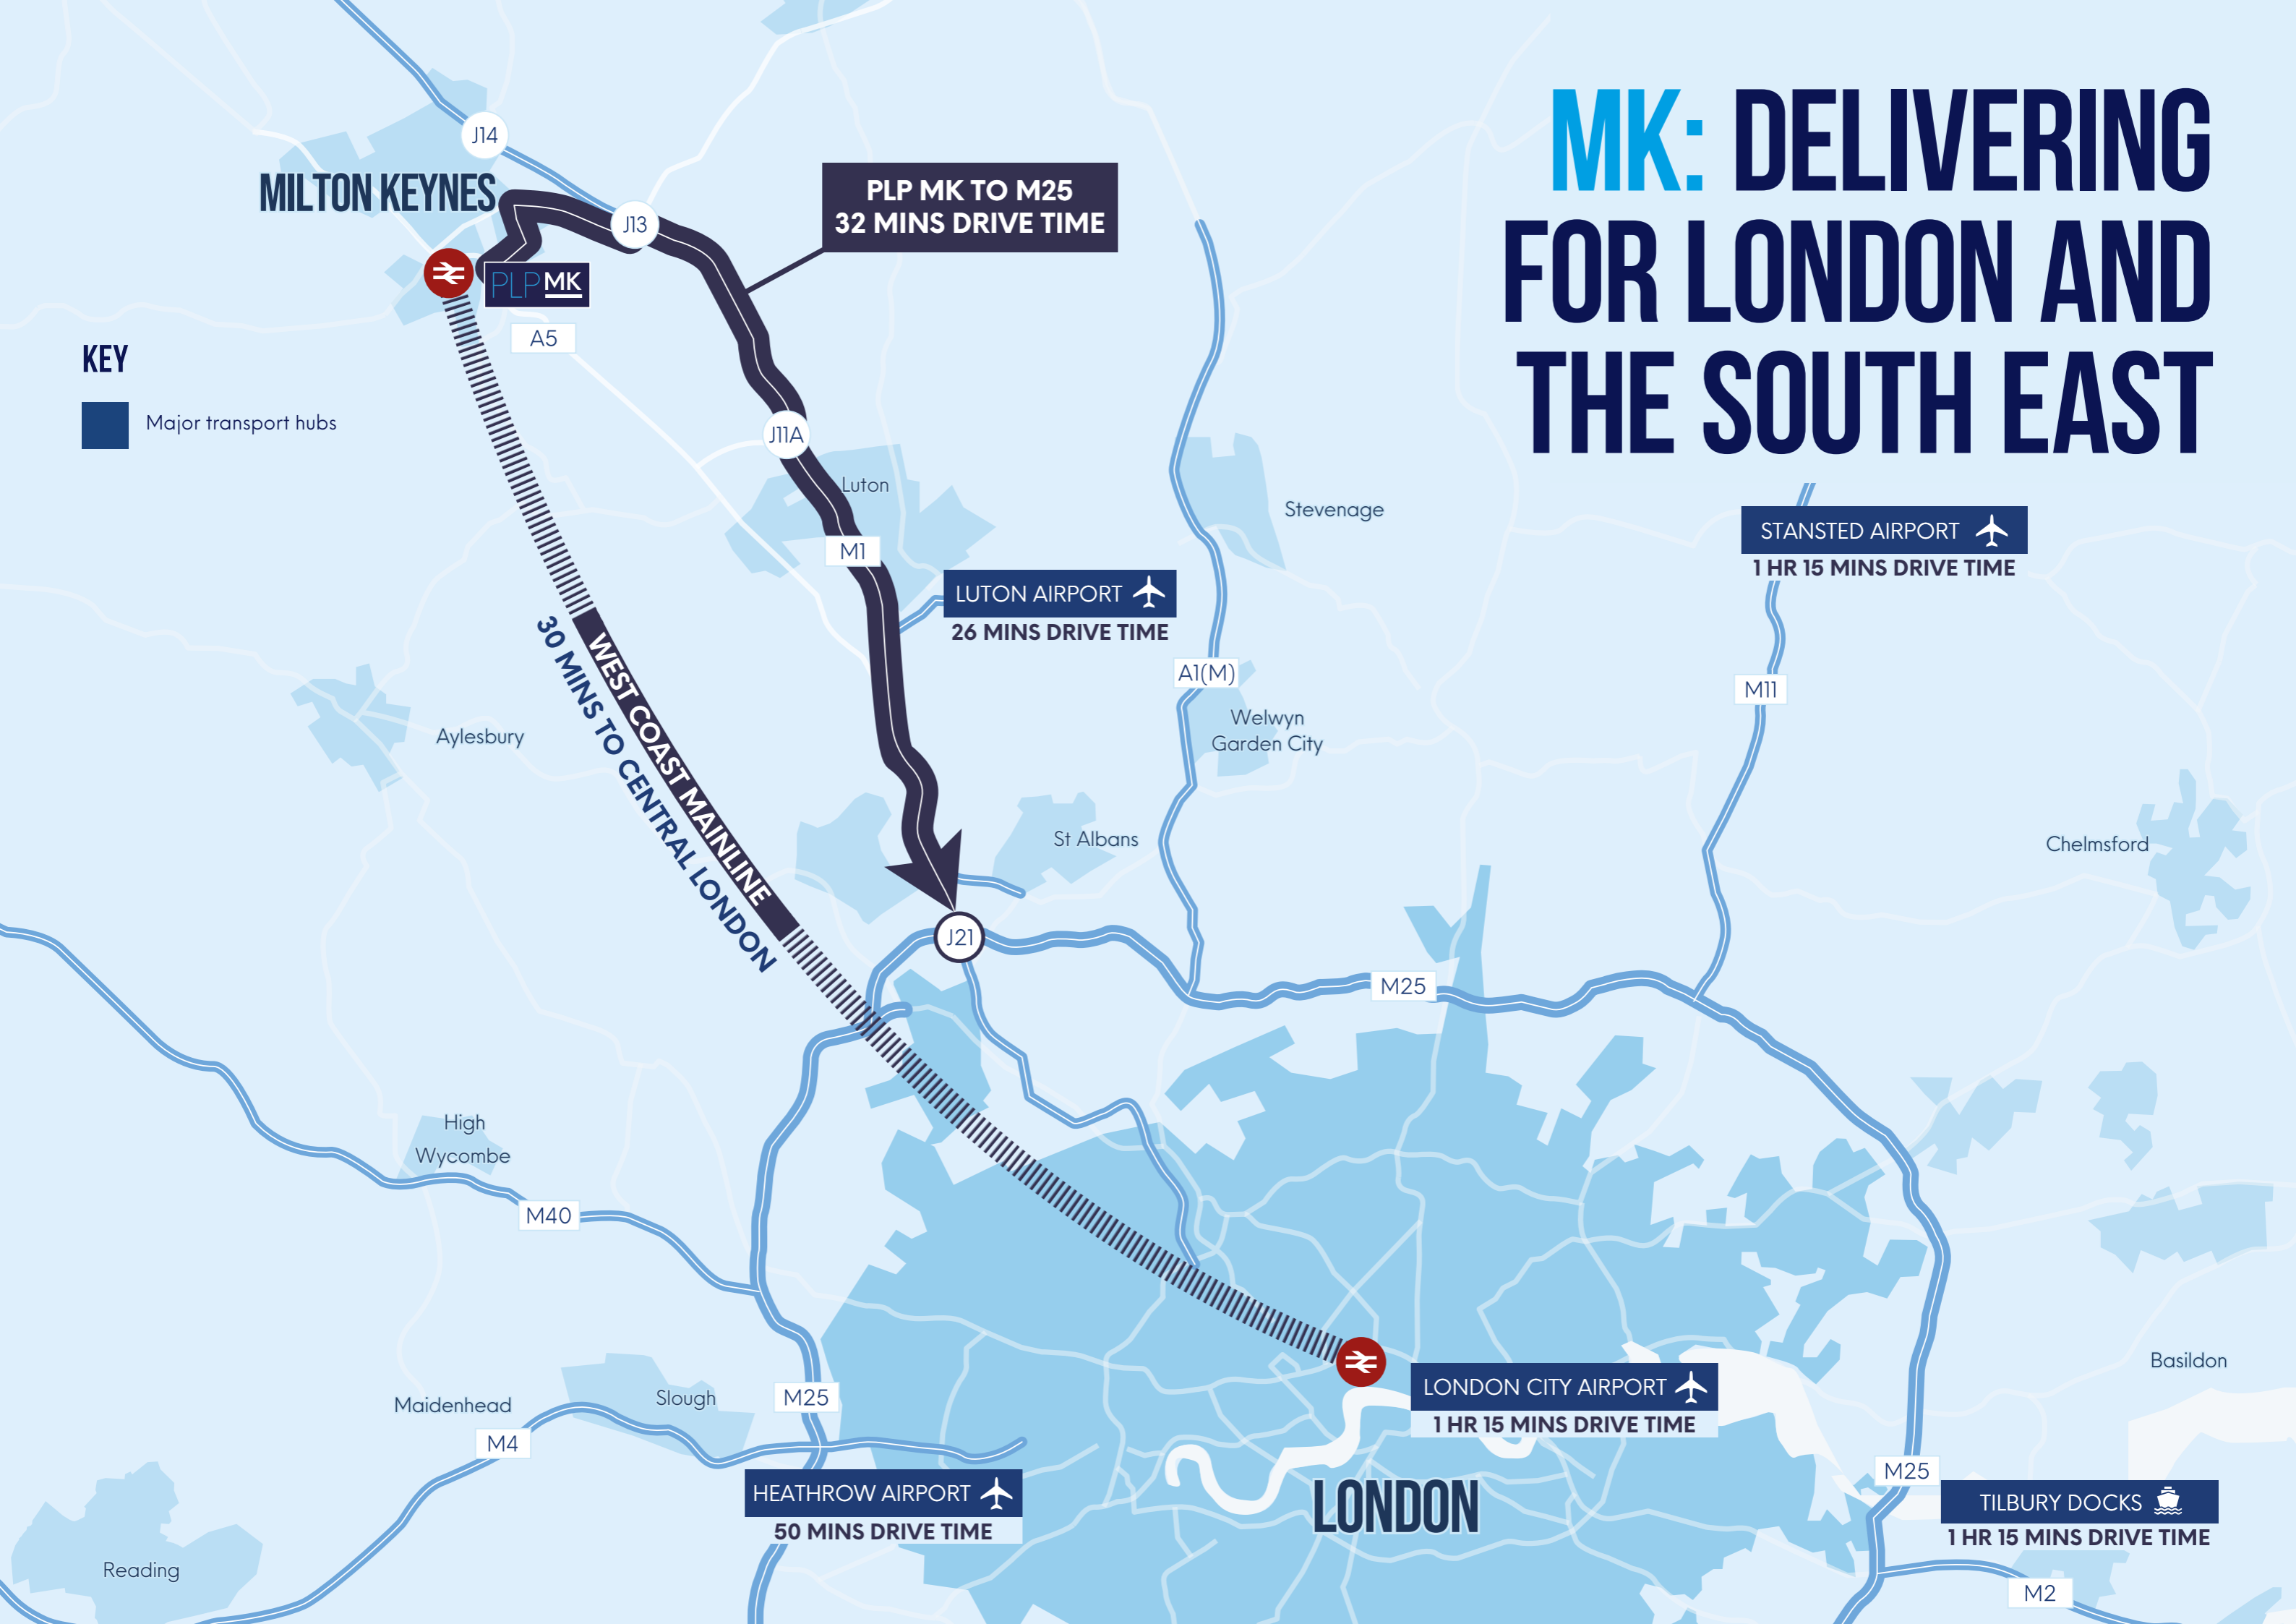 MK: DELIVERING
FOR LONDON AND
THE SOUTH EAST
J14
MILTON KEYNES
J13
PLP MK TO M25
32 MINS DRIVE TIME
PLP MK
A5
KEY
Major transport hubs
J11A
Luton
M1
Stevenage
STANSTED AIRPORT
1 HR 15 MINS DRIVE TIME
LUTON AIRPORT
26 MINS DRIVE TIME
A1(M)
M11
WEST COAST MAINLINE
30 MINS TO CENTRAL LONDON
Aylesbury
Welwyn
Garden City
St Albans
Chelmsford
J21
M25
High
Wycombe
M40
Basildon
Maidenhead
Slough
M25
LONDON CITY AIRPORT
1 HR 15 MINS DRIVE TIME
M4
M25
HEATHROW AIRPORT
50 MINS DRIVE TIME
LONDON
TILBURY DOCKS
1 HR 15 MINS DRIVE TIME
Reading
M2